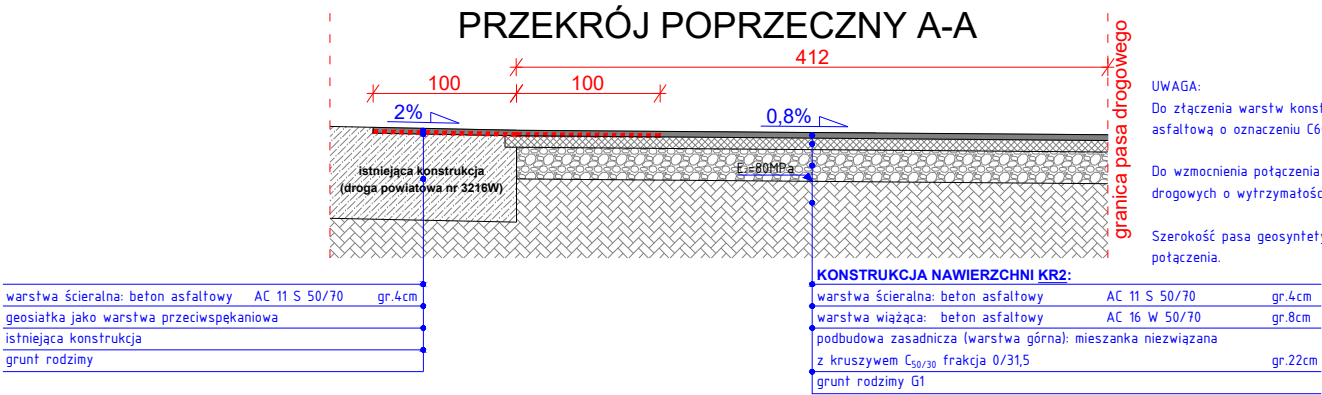 PRZEKRÓJ POPRZECZNY A-A
412
100
100
2%
0,8%
granica pasa drogowego
istniejąca konstrukcja
(droga powiatowa nr 3216W)
E₂=80MPa
UWAGA:
Do złączenia warstw konst
asfaltową o oznaczeniu C6
Do wzmocnienia połączenia
drogowych o wytrzymałośc
Szerokość pasa geosyntety
połączenia.
warstwa ścieralna: beton asfaltowy AC 11 S 50/70 gr.4cm
geosiatka jako warstwa przeciwspękaniowa
istniejąca konstrukcja
grunt rodzimy
KONSTRUKCJA NAWIERZCHNI KR2:
warstwa ścieralna: beton asfaltowy AC 11 S 50/70 gr.4cm
warstwa wiążąca: beton asfaltowy AC 16 W 50/70 gr.8cm
podbudowa zasadnicza (warstwa górna): mieszanka niezwiązana
z kruszywem C50/30 frakcja 0/31,5 gr.22cm
grunt rodzimy G1